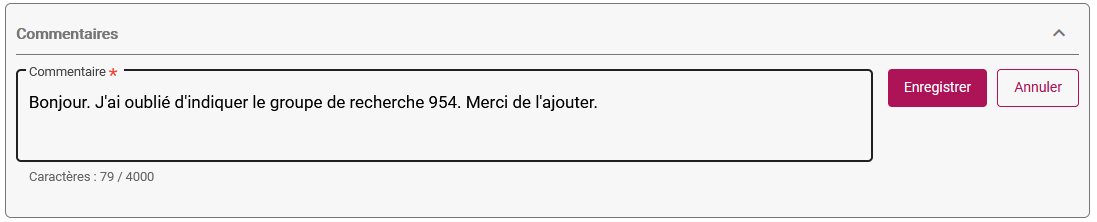 Commentaires
Commentaire *
Bonjour. J'ai oublié d'indiquer le groupe de recherche 954. Merci de l'ajouter.
Enregistrer
Annuler
Caractères : 79 / 4000